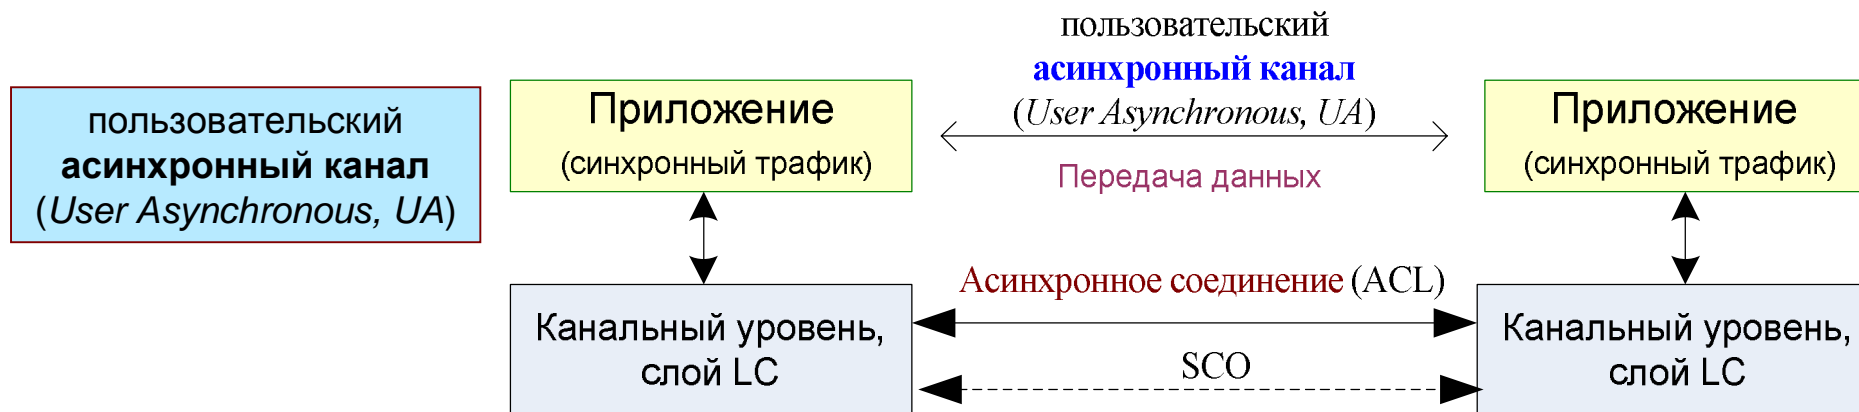 пользовательский
асинхронный канал
(User Asynchronous, UA)
Приложение
(синхронный трафик)
пользовательский
асинхронный канал
(User Asynchronous, UA)
Передача данных
Приложение
(синхронный трафик)
Асинхронное соединение (ACL)
Канальный уровень,
слой LC
SCO
Канальный уровень,
слой LC